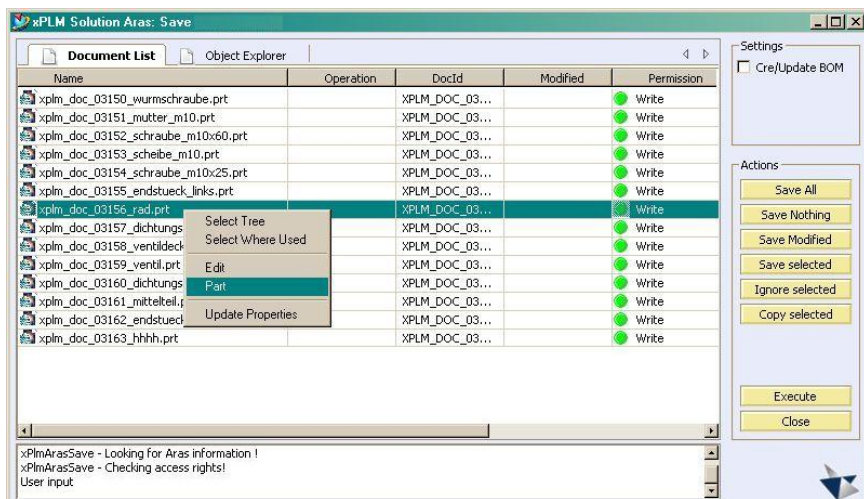 xPLM Solution Aras: Save
Document List Object Explorer
Name Operation DocId Modified Permission
xplm_doc_03150_wurmschraube.prt XPLM_DOC_03... Write
xplm_doc_03151_mutter_m10.prt XPLM_DOC_03... Write
xplm_doc_03152_schraube_m10x60.prt XPLM_DOC_03... Write
xplm_doc_03153_scheibe_m10.prt XPLM_DOC_03... Write
xplm_doc_03154_schraube_m10x25.prt XPLM_DOC_03... Write
xplm_doc_03155_endstueck_links.prt XPLM_DOC_03... Write
xplm_doc_03156_rad.prt XPLM_DOC_03... Write
xplm_doc_03157_dichtungs XPLM_DOC_03... Write
xplm_doc_03158_ventildeck XPLM_DOC_03... Write
xplm_doc_03159_ventil.prt XPLM_DOC_03... Write
xplm_doc_03160_dichtungs XPLM_DOC_03... Write
xplm_doc_03161_mittelteil.p XPLM_DOC_03... Write
xplm_doc_03162_endstuec XPLM_DOC_03... Write
xplm_doc_03163_hhhh.prt XPLM_DOC_03... Write
Select Tree
Select Where Used
Edit
Part
Update Properties
Settings
Cre/Update BOM
Actions
Save All
Save Nothing
Save Modified
Save selected
Ignore selected
Copy selected
Execute
Close
xPlmArasSave - Looking for Aras information !
xPlmArasSave - Checking access rights!
User input